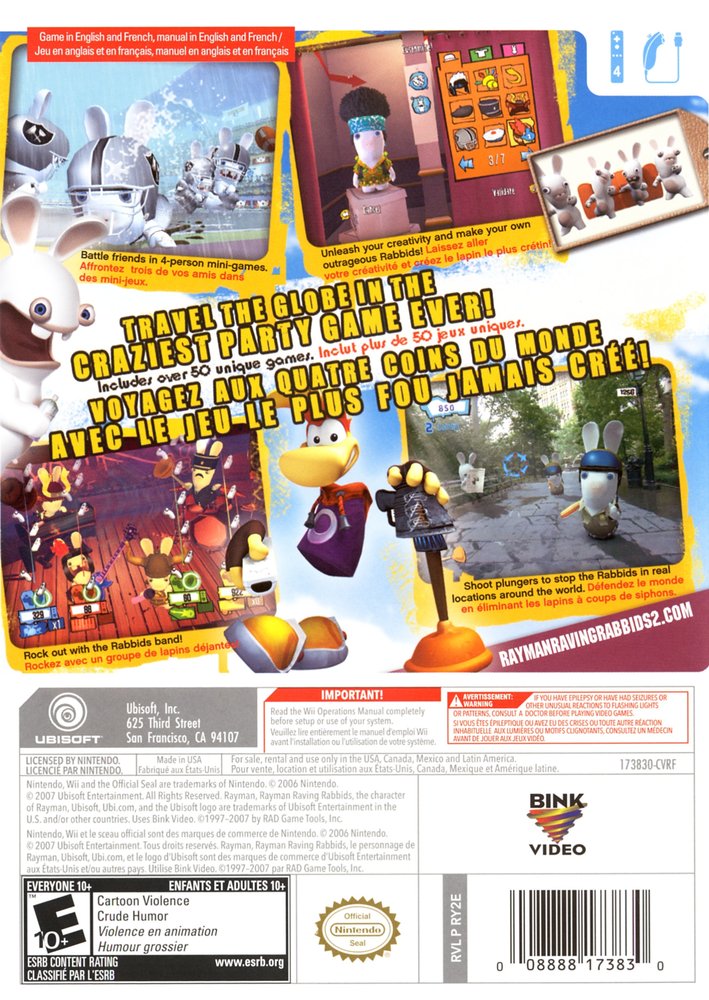 Game in English and French, manual in English and French /
Jeu en anglais et en français, manuel en anglais et en français
4
3/7
Validate
Battle friends in 4-person mini-games.
Affrontez trois de vos amis dans
des mini-jeux.
Unleash your creativity and make your own
outrageous Rabbids! Laissez aller
votre créativité et créez le lapin le plus crétin!
TRAVEL THE GLOBE IN THE
CRAZIEST PARTY GAME EVER!
Includes over 50 unique games. Inclut plus de 50 jeux uniques.
VOYAGEZ AUX QUATRE COINS DU MONDE
AVEC LE JEU LE PLUS FOU JAMAIS CRÉÉ!
850
2
1250
329
x1
88
80
922
Rock out with the Rabbids band!
Rockez avec un groupe de lapins déjantés
Shoot plungers to stop the Rabbids in real
locations around the world. Défendez le monde
en éliminant les lapins à coups de siphons.
RAYMANRAVINGRABBIDS2.COM
UBISOFT
Ubisoft, Inc.
625 Third Street
San Francisco, CA 94107
IMPORTANT!
Read the Wii Operations Manual completely
before setup or use of your system.
Veuillez lire entièrement le manuel d'emploi Wii
avant l'installation ou l'utilisation de votre système.
AVERTISSEMENT: WARNING
IF YOU HAVE EPILEPSY OR HAVE HAD SEIZURES OR
OTHER UNUSUAL REACTIONS TO FLASHING LIGHTS
OR PATTERNS, CONSULT A DOCTOR BEFORE PLAYING VIDEO GAMES.
SI VOUS ÊTES ÉPILEPTIQUE OU AVEZ EU DES CRISES OU TOUTE AUTRE RÉACTION
INHABITUELLE AUX LUMIÈRES OU MOTIFS CLIGNOTANTS, CONSULTEZ UN MÉDECIN
AVANT DE JOUER AUX JEUX VIDÉO.
LICENSED BY NINTENDO.
LICENCIÉ PAR NINTENDO.
Made in USA
Fabriqué aux États-Unis
For sale, rental and use only in the USA, Canada, Mexico and Latin America.
Pour vente, location et utilisation aux États-Unis, Canada, Mexique et Amérique latine.
173830-CVRF
Nintendo, Wii and the Official Seal are trademarks of Nintendo. © 2006 Nintendo.
© 2007 Ubisoft Entertainment. All Rights Reserved. Rayman, Rayman Raving Rabbids, the character
of Rayman, Ubisoft, Ubi.com, and the Ubisoft logo are trademarks of Ubisoft Entertainment in the
U.S. and/or other countries. Uses Bink Video. ©1997-2007 by RAD Game Tools, Inc.
Nintendo, Wii et le sceau official sont des marques de commerce de Nintendo. © 2006 Nintendo.
© 2007 Ubisoft Entertainment. Tous droits reservés. Rayman, Rayman Raving Rabbids, le personage de
Rayman, Ubisoft, Ubi.com, et le logo d'Ubisoft sont des marques de commerce d'Ubisoft Entertainment
aux États-Unis et/ou autres pays. Utilise Bink Video. ©1997-2007 par RAD Game Tools, Inc.
BINK
VIDEO
EVERYONE 10+
ENFANTS ET ADULTES 10+
E
10+
Cartoon Violence
Crude Humor
Violence en animation
Humour grossier
ESRB CONTENT RATING
www.esrb.org
CLASSIFIÉ PAR L'ESRB
Official
Nintendo
Seal
RVL P RY2E
0 08888 17383 0